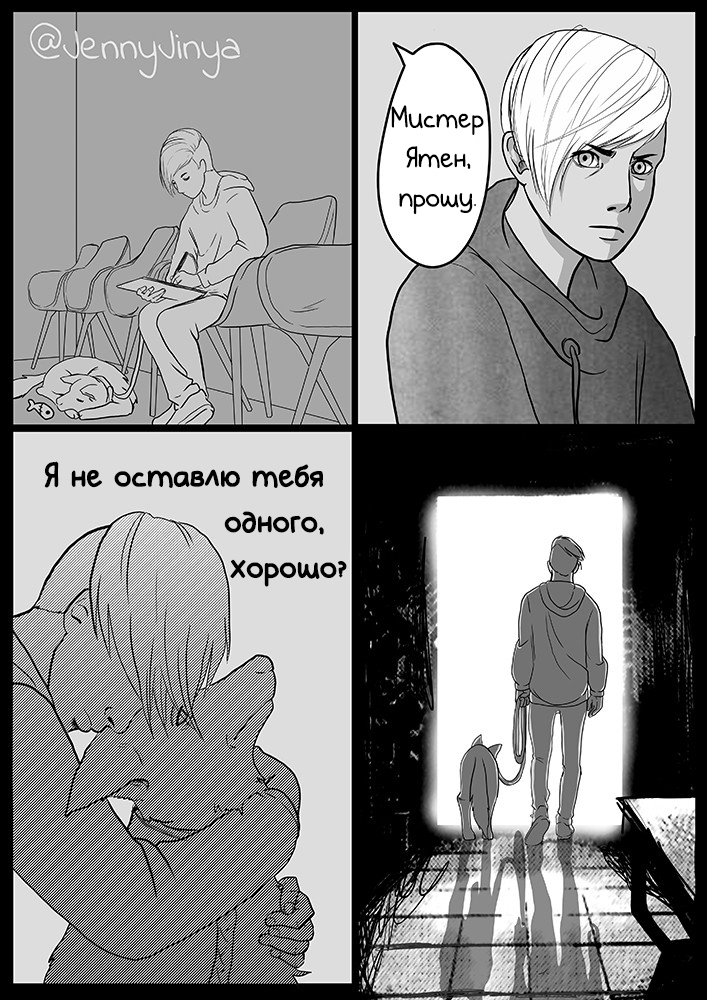 @JennyJinya
Мистер
Ятен,
прошу.
Я не оставлю тебя
одного,
хорошо?